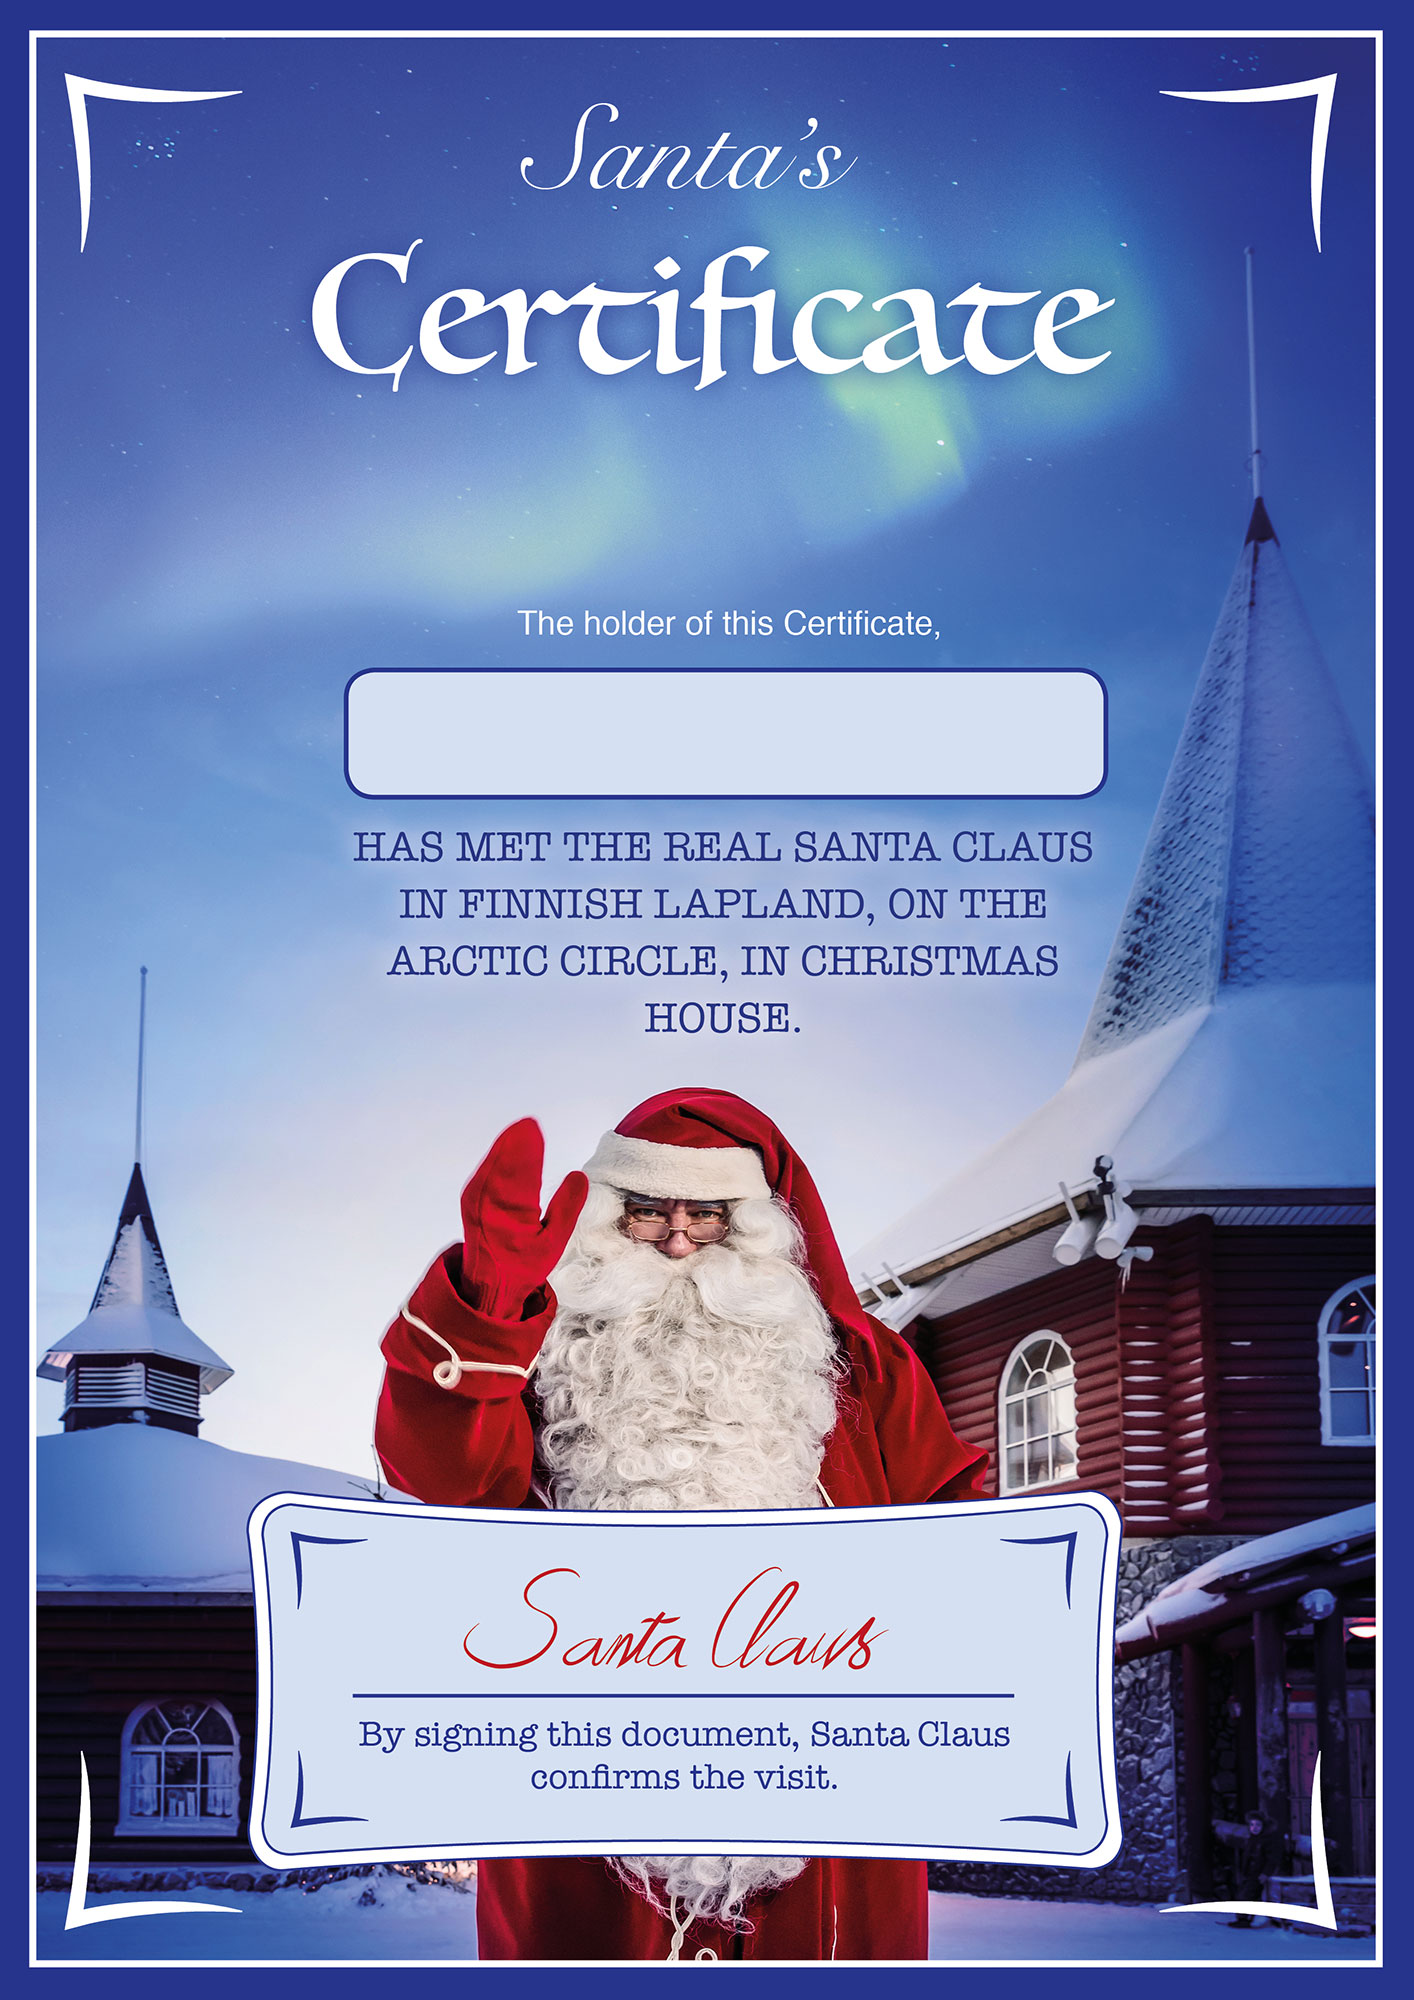 Santa's
Certificate
The holder of this Certificate,
HAS MET THE REAL SANTA CLAUS
IN FINNISH LAPLAND, ON THE
ARCTIC CIRCLE, IN CHRISTMAS
HOUSE.
Santa Claus
By signing this document, Santa Claus
confirms the visit.